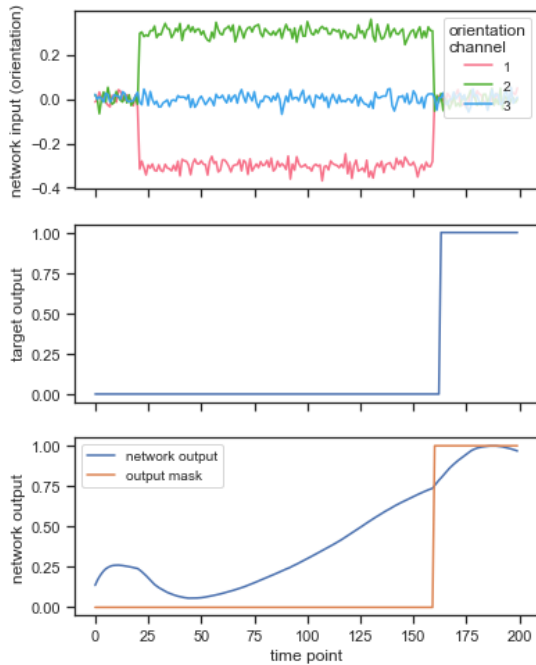 network input (orientation)
0.2
0.0
−0.2
−0.4
orientation
channel
1
2
3
target output
1.00
0.75
0.50
0.25
0.00
network output
1.00
0.75
0.50
0.25
0.00
network output
output mask
0 25 50 75 100 125 150 175 200
time point